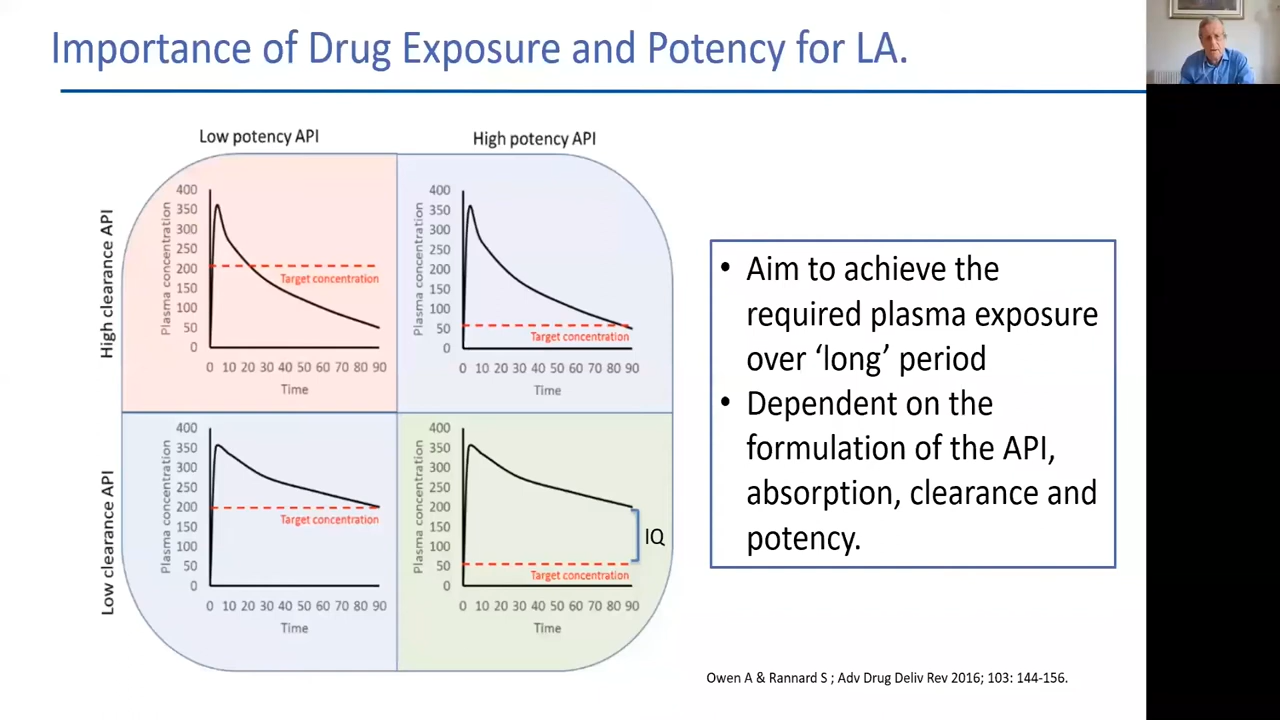 Importance of Drug Exposure and Potency for LA.
Low potency API
High potency API
High clearance API
Plasma concentration
400
350
300
250
200
150
100
50
0
Target concentration
0 10 20 30 40 50 60 70 80 90
Time
Plasma concentration
400
350
300
250
200
150
100
50
0
Target concentration
0 10 20 30 40 50 60 70 80 90
Time
Low clearance API
Plasma concentration
400
350
300
250
200
150
100
50
0
Target concentration
0 10 20 30 40 50 60 70 80 90
Time
Plasma concentration
400
350
300
250
200
150
100
50
0
IQ
Target concentration
0 10 20 30 40 50 60 70 80 90
Time
• Aim to achieve the
required plasma exposure
over ‘long’ period
• Dependent on the
formulation of the API,
absorption, clearance and
potency.
Owen A & Rannard S ; Adv Drug Deliv Rev 2016; 103: 144-156.